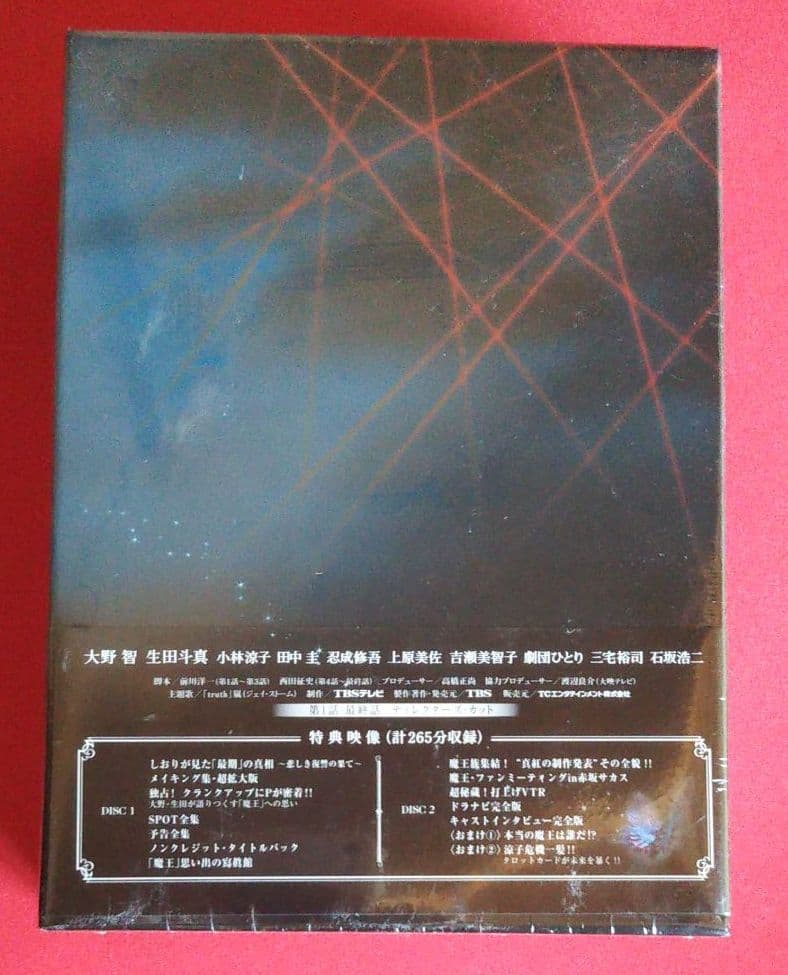 大野 智 生田斗真 小林涼子 田中 圭 忍成修吾 上原美佐 吉瀬美智子 劇団ひとり 三宅裕司 石坂浩二
脚本／前川洋一(第1話〜第3話) 西田征史(第4話〜最終話) プロデューサー／高橋正尚 協力プロデューサー／渡辺良介(大映テレビ)
主題歌／「truth」嵐(ジェイ・ストーム) 制作／TBSテレビ 製作著作・発売元／TBS 販売元／TCエンタテインメント株式会社
第1話 最終話 ディレクターズ・カット
特典映像(計265分収録)
DISC 1
しおりが見た「最期」の真相 〜悲しき復讐の果て〜
メイキング集・超拡大版
独占! クランクアップにPが密着!!
大野・生田が語りつくす「魔王」への思い
SPOT全集
予告全集
ノンクレジット・タイトルバック
「魔王」思い出の寫眞館
DISC 2
魔王族集結! “真紅の制作発表”その全貌!!
魔王・ファンミーティングin赤坂サカス
超秘蔵! 打上げVTR
ドラナビ完全版
キャストインタビュー完全版
〈おまけ①〉本当の魔王は誰だ!?
〈おまけ②〉涼子危機一髪!!
タロットカードが未来を暴く!!